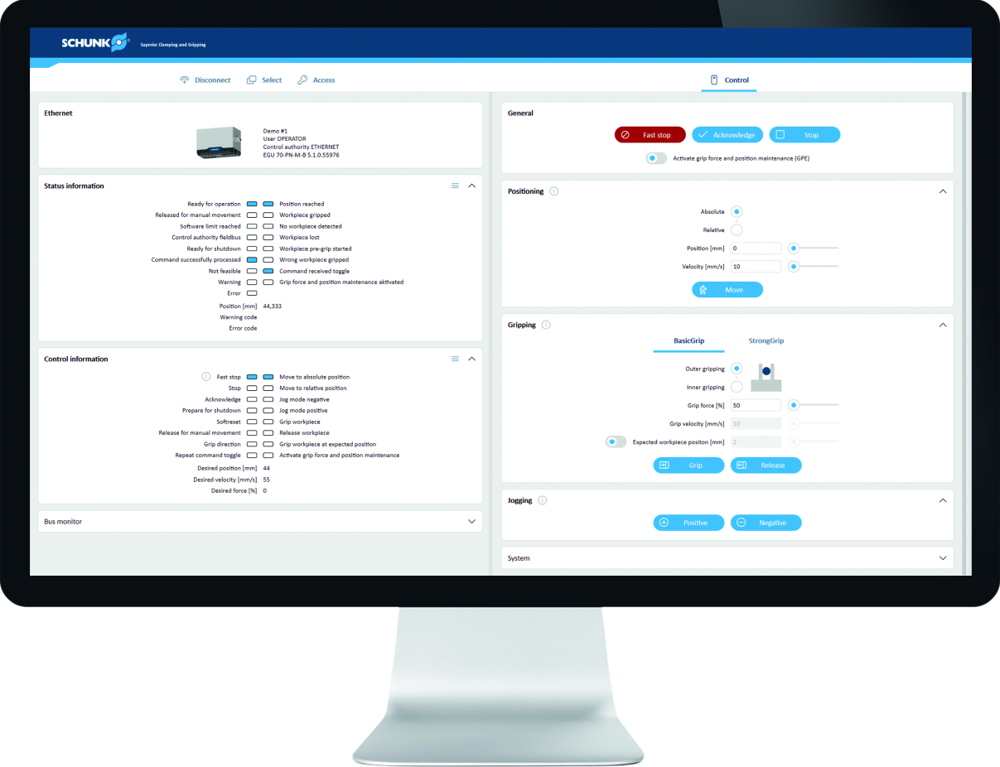 SCHUNK
Superior Clamping and Gripping
Disconnect Select Access
Control
Ethernet
Demo #1
User OPERATOR
Control authority ETHERNET
EGU 70-PN-M-B 5.1.0.55976
Status information
Ready for operation Position reached
Released for manual movement Workpiece gripped
Software limit reached No workpiece detected
Control authority fieldbus Workpiece lost
Ready for shutdown Workpiece pre-grip started
Command successfully processed Wrong workpiece gripped
Not feasible Command received toggle
Warning Grip force and position maintenance aktivated
Error
Position [mm] 44,333
Warning code
Error code
Control information
Fast stop Move to absolute position
Stop Move to relative position
Acknowledge Jog mode negative
Prepare for shutdown Jog mode positive
Softreset Grip workpiece
Release for manual movement Release workpiece
Grip direction Grip workpiece at expected position
Repeat command toggle Activate grip force and position maintenance
Desired position [mm] 44
Desired velocity [mm/s] 55
Desired force [%] 0
Bus monitor
General
Fast stop Acknowledge Stop
Activate grip force and position maintenance (GPE)
Positioning
Absolute
Relative
Position [mm] 0
Velocity [mm/s] 10
Move
Gripping
BasicGrip StrongGrip
Outer gripping
Inner gripping
Grip force [%] 50
Grip velocity [mm/s] 10
Expected workpiece positon [mm] 2
Grip Release
Jogging
Positive Negative
System